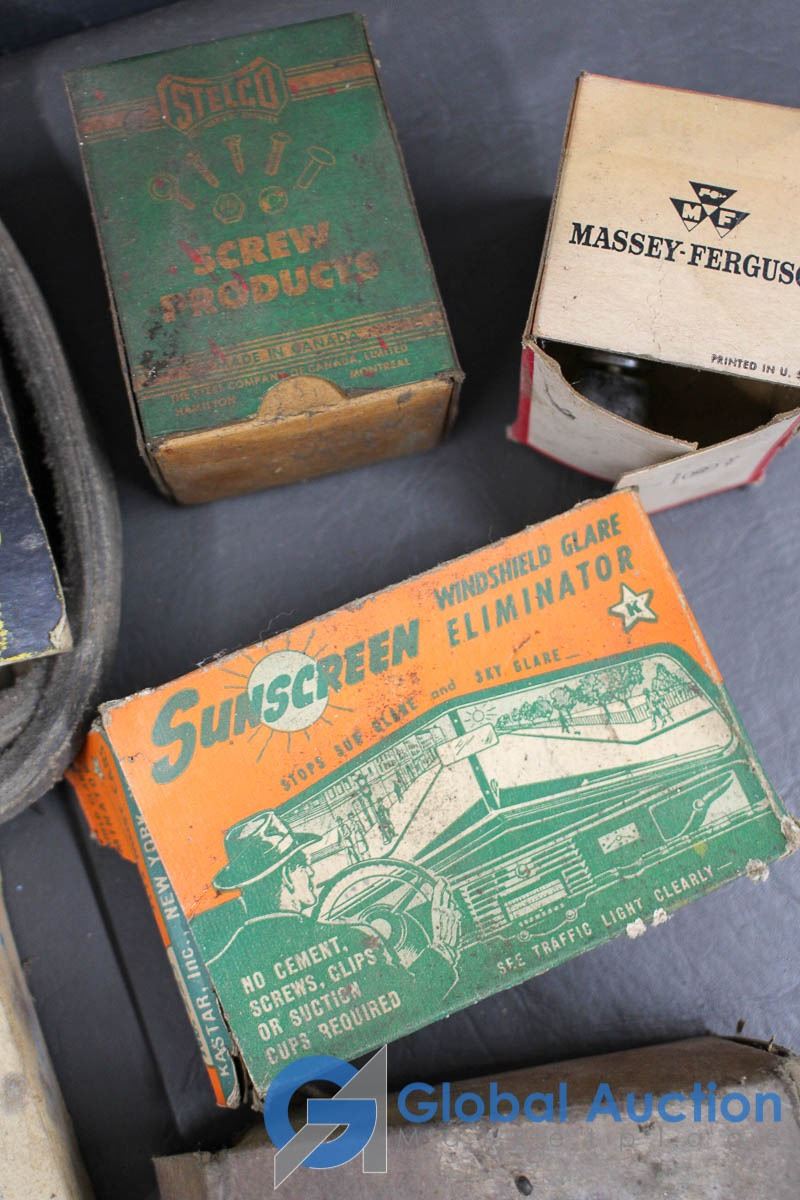 STELCO
SCREW
PRODUCTS
MADE IN CANADA
THE STEEL COMPANY OF CANADA, LIMITED
HAMILTON MONTREAL
MF
MASSEY-FERGUSO
PRINTED IN U. S
SUNSCREEN
WINDSHIELD GLARE
ELIMINATOR
K
STOPS SUN GLARE and SKY GLARE—
NO CEMENT,
SCREWS, CLIPS
OR SUCTION
CUPS REQUIRED
SEE TRAFFIC LIGHT CLEARLY—
KASTAR, Inc., NEW YORK
Global Auction
Marketplace